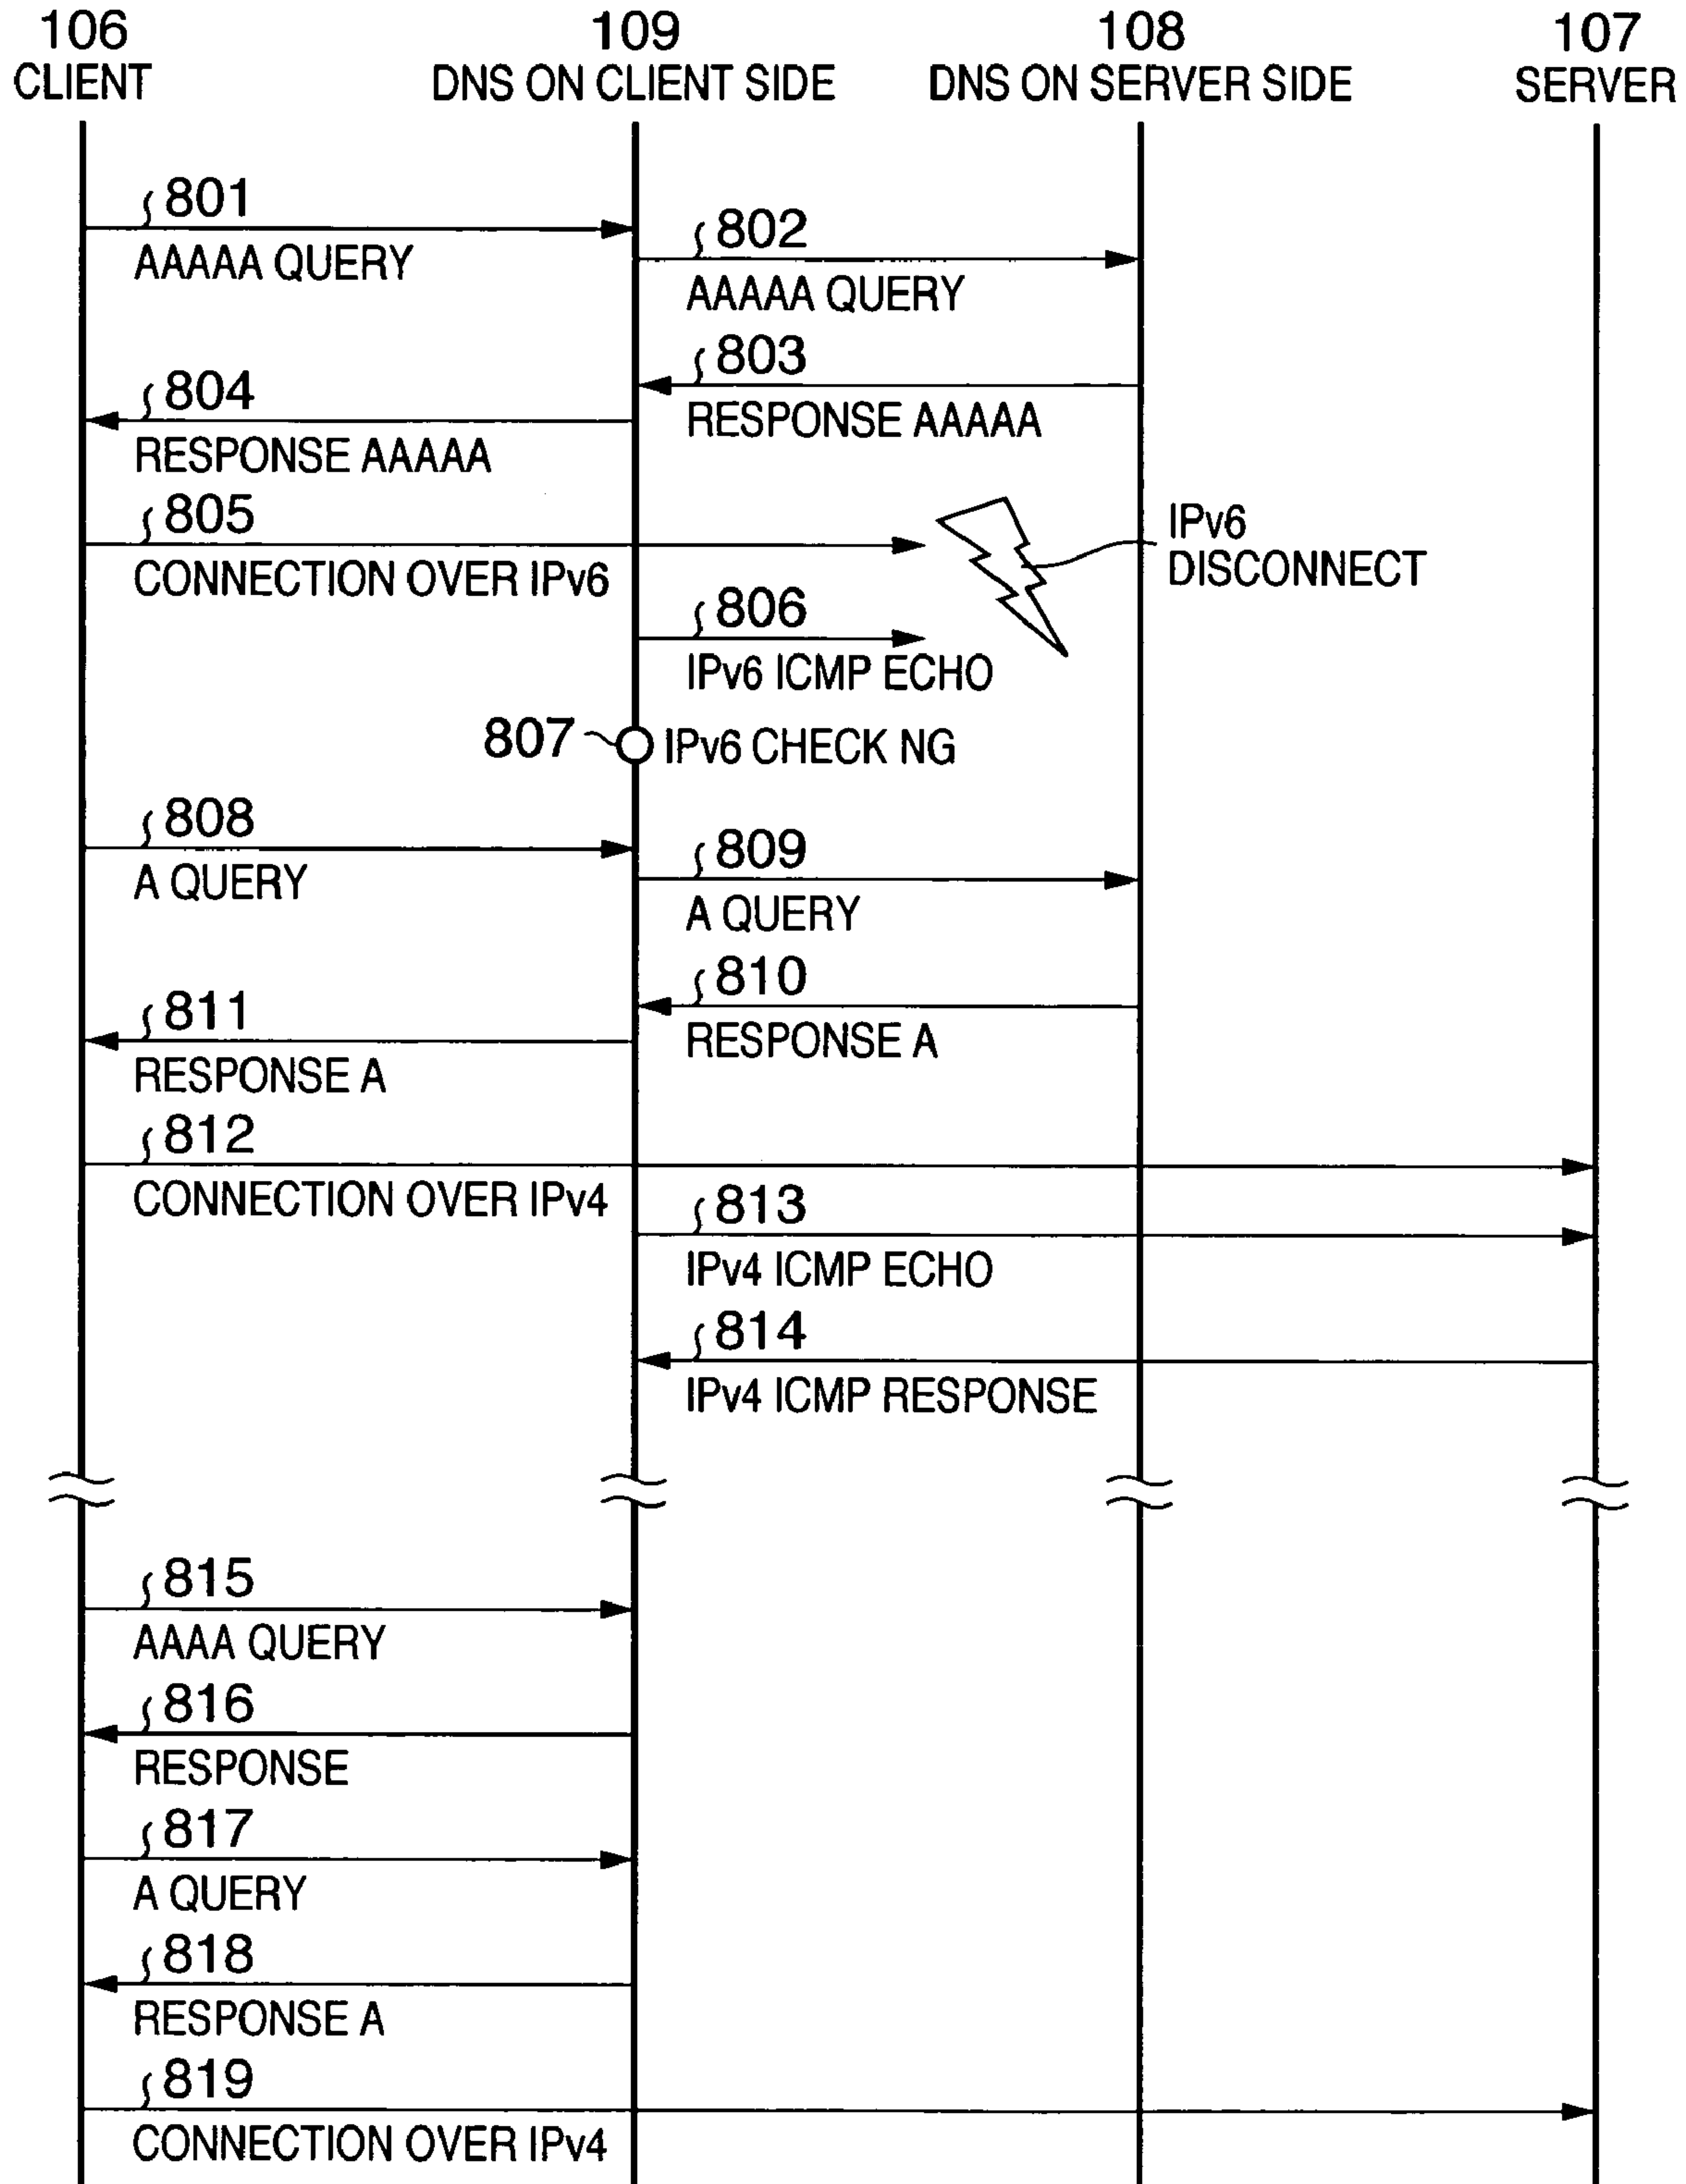 106
CLIENT
109
DNS ON CLIENT SIDE
108
DNS ON SERVER SIDE
107
SERVER
801
AAAAA QUERY
802
AAAAA QUERY
803
RESPONSE AAAAA
804
RESPONSE AAAAA
805
CONNECTION OVER IPv6
IPv6
DISCONNECT
806
IPv6 ICMP ECHO
807
IPv6 CHECK NG
808
A QUERY
809
A QUERY
810
RESPONSE A
811
RESPONSE A
812
CONNECTION OVER IPv4
813
IPv4 ICMP ECHO
814
IPv4 ICMP RESPONSE
815
AAAA QUERY
816
RESPONSE
817
A QUERY
818
RESPONSE A
819
CONNECTION OVER IPv4